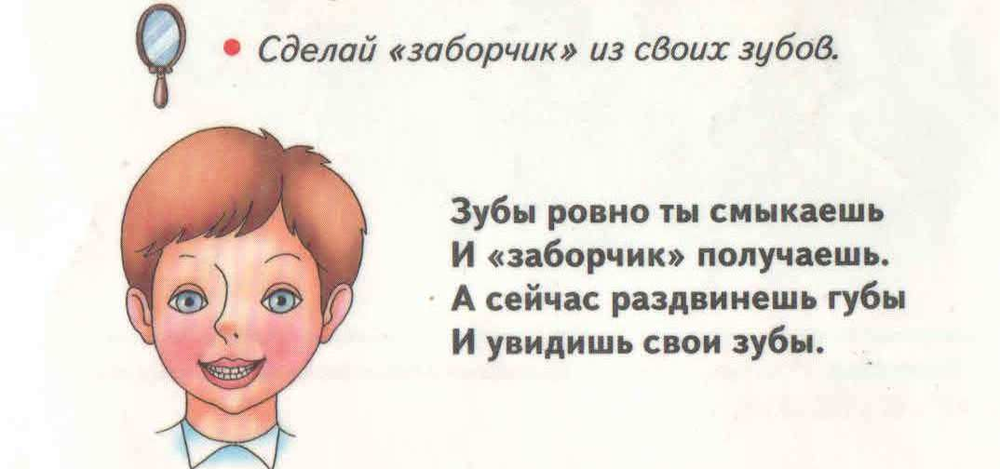 • Сделай «заборчик» из своих зубов.
Зубы ровно ты смыкаешь
И «заборчик» получаешь.
А сейчас раздвинешь губы
И увидишь свои зубы.